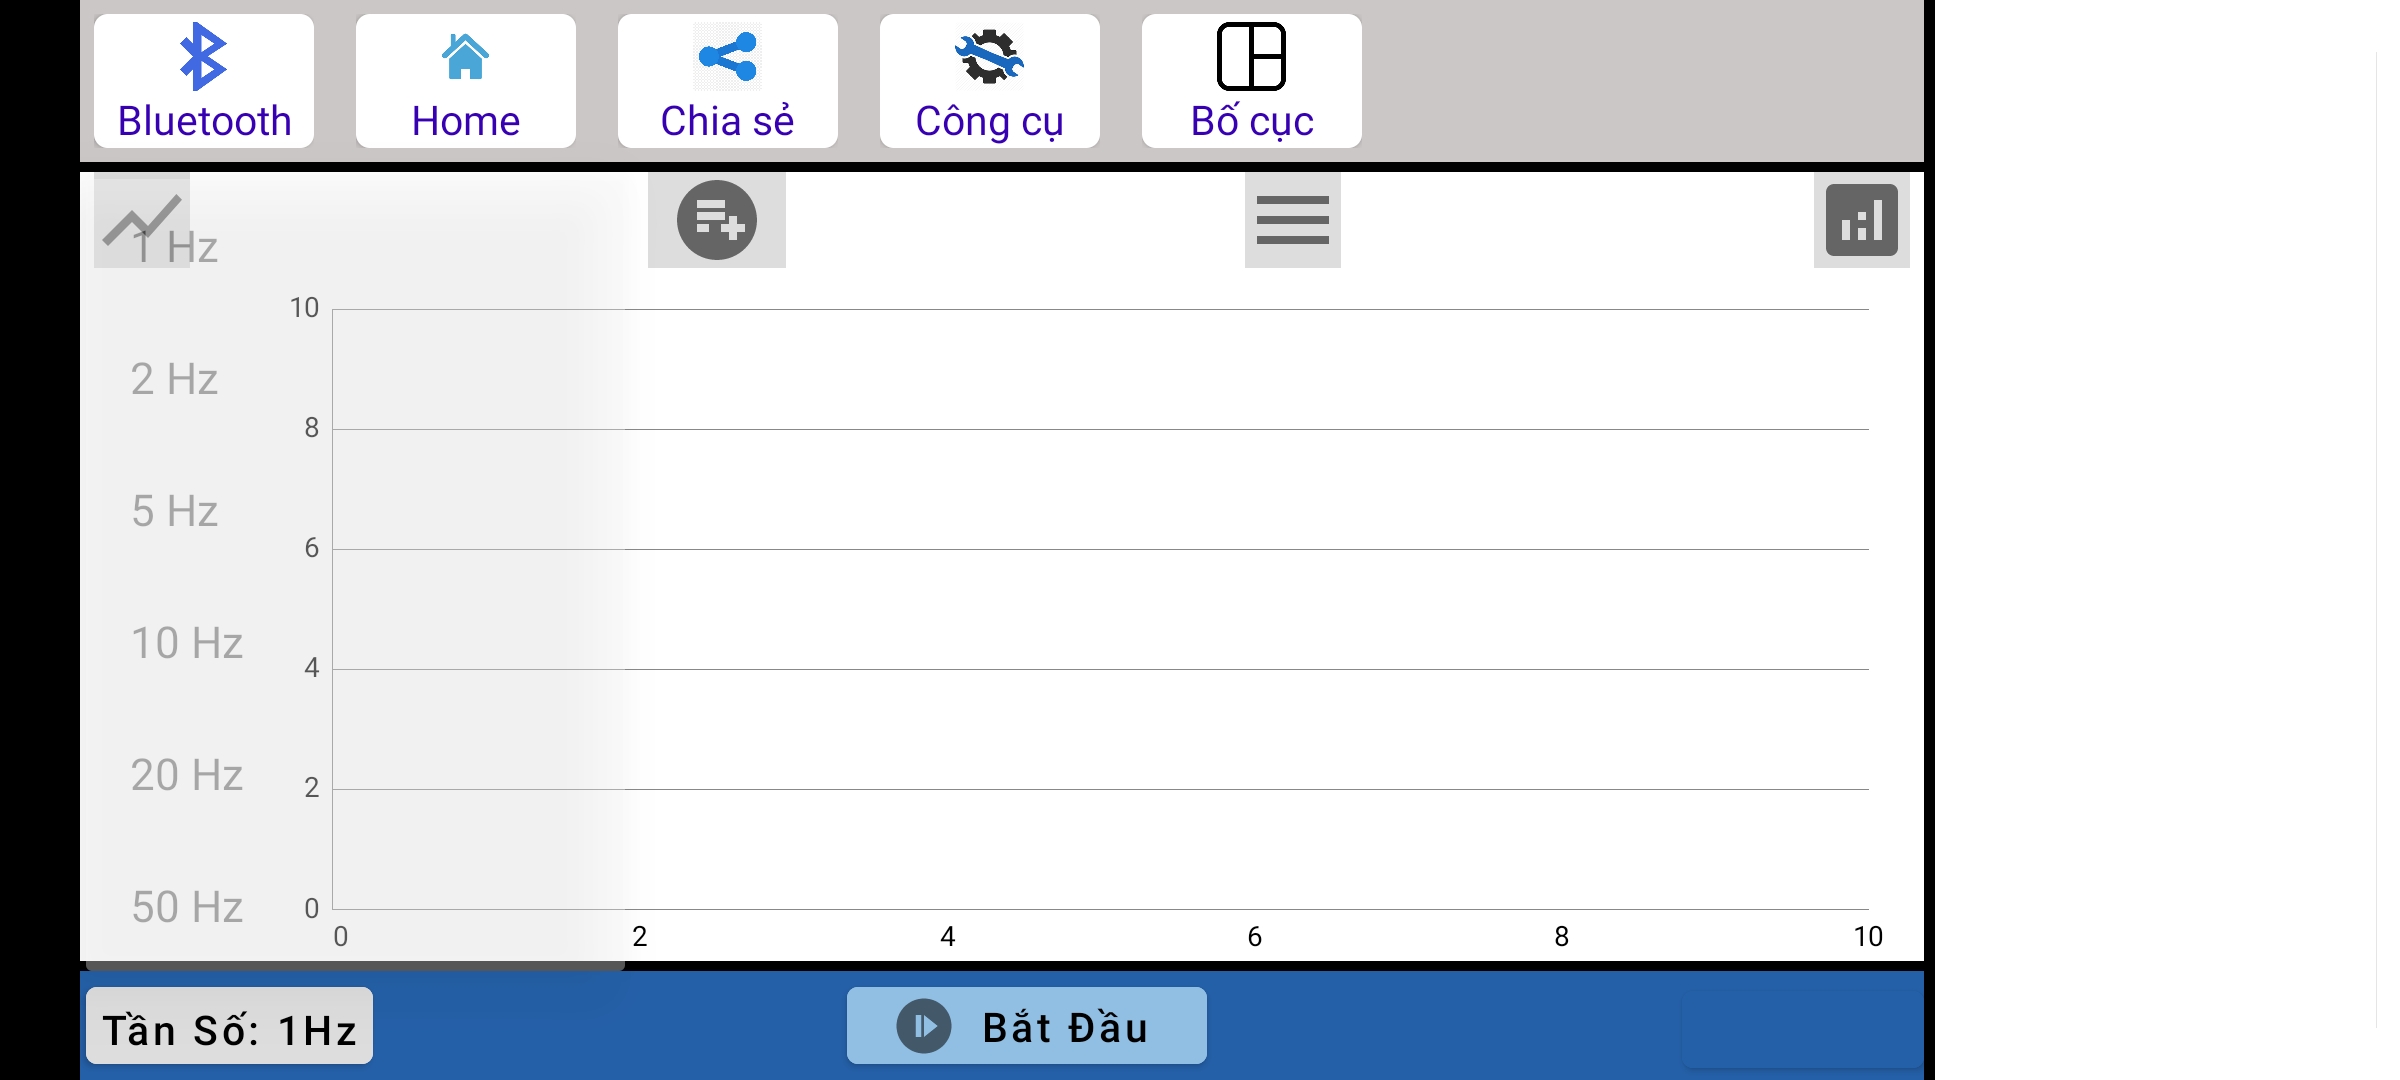 Bluetooth
Home
Chia sẻ
Công cụ
Bố cục
1 Hz
2 Hz
5 Hz
10 Hz
20 Hz
50 Hz
10
8
6
4
2
0
0 2 4 6 8 10
Tần Số: 1Hz
Bắt Đầu